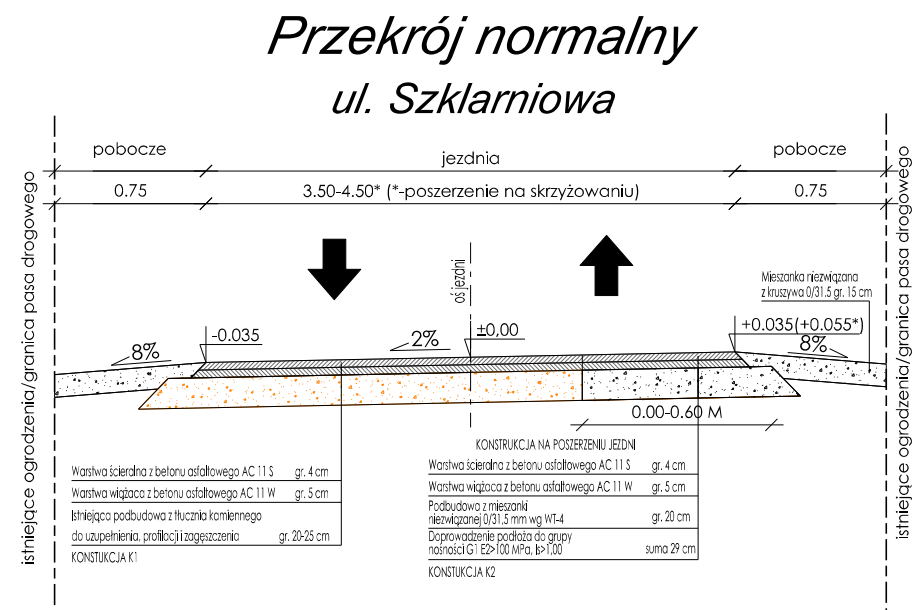 Przekrój normalny
ul. Szklarniowa
pobocze
jezdnia
pobocze
0.75
3.50-4.50* (*-poszerzenie na skrzyżowaniu)
0.75
istniejące ogrodzenia/granica pasa drogowego
istniejące ogrodzenia/granica pasa drogowego
oś jezdni
Mieszanka niezwiązana
z kruszywa 0/31.5 gr. 15 cm
8%
-0.035
2%
±0,00
+0.035(+0.055*)
8%
0.00-0.60 M
Warstwa ścieralna z betonu asfaltowego AC 11 S gr. 4 cm
Warstwa wiążaca z betonu asfaltowego AC 11 W gr. 5 cm
Istniejąca podbudowa z tłucznia kamiennego
do uzupełnienia, profilacji i zagęszczenia gr. 20-25 cm
KONSTUKCJA K1
KONSTRUKCJA NA POSZERZENIU JEZDNI
Warstwa ścieralna z betonu asfaltowego AC 11 S gr. 4 cm
Warstwa wiążaca z betonu asfaltowego AC 11 W gr. 5 cm
Podbudowa z mieszanki
niezwiązanej 0/31,5 mm wg WT-4 gr. 20 cm
Doprowadzenie podłoża do grupy
nośności G1 E2>100 MPa, Is>1,00 suma 29 cm
KONSTUKCJA K2